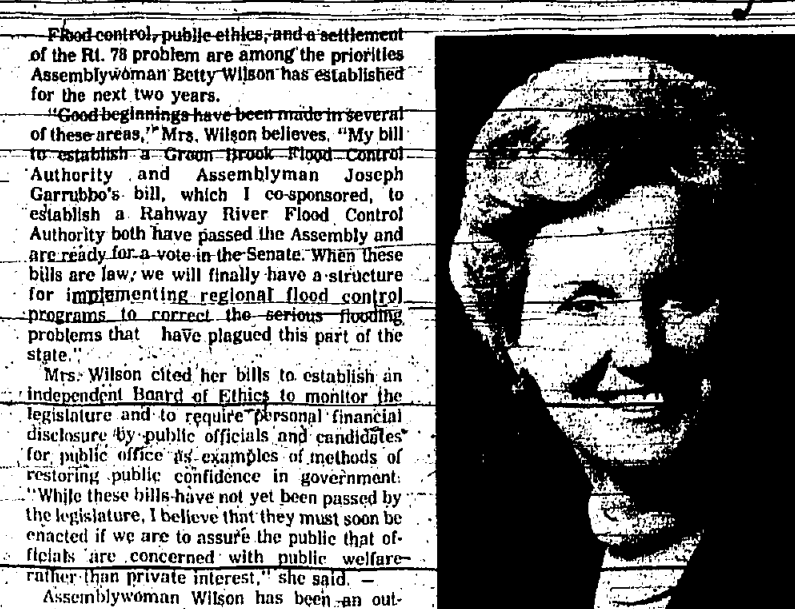 Flood control, public ethics, and a settlement
of the Rt. 78 problem are among the priorities
Assemblywoman Betty Wilson has established
for the next two years.
"Good beginnings have been made in several
of these areas," Mrs. Wilson believes. "My bill
to establish a Green Brook Flood Control
Authority and Assemblyman Joseph
Garrubbo's bill, which I co-sponsored, to
establish a Rahway River Flood Control
Authority both have passed the Assembly and
are ready for a vote in the Senate. When these
bills are law, we will finally have a structure
for implementing regional flood control
programs to correct the serious flooding
problems that have plagued this part of the
state."
Mrs. Wilson cited her bills to establish an
independent Board of Ethics to monitor the
legislature and to require personal financial
disclosure by public officials and candidates
for public office as examples of methods of
restoring public confidence in government.
"While these bills have not yet been passed by
the legislature, I believe that they must soon be
enacted if we are to assure the public that of-
ficials are concerned with public welfare
rather than private interest," she said.
Assemblywoman Wilson has been an out-